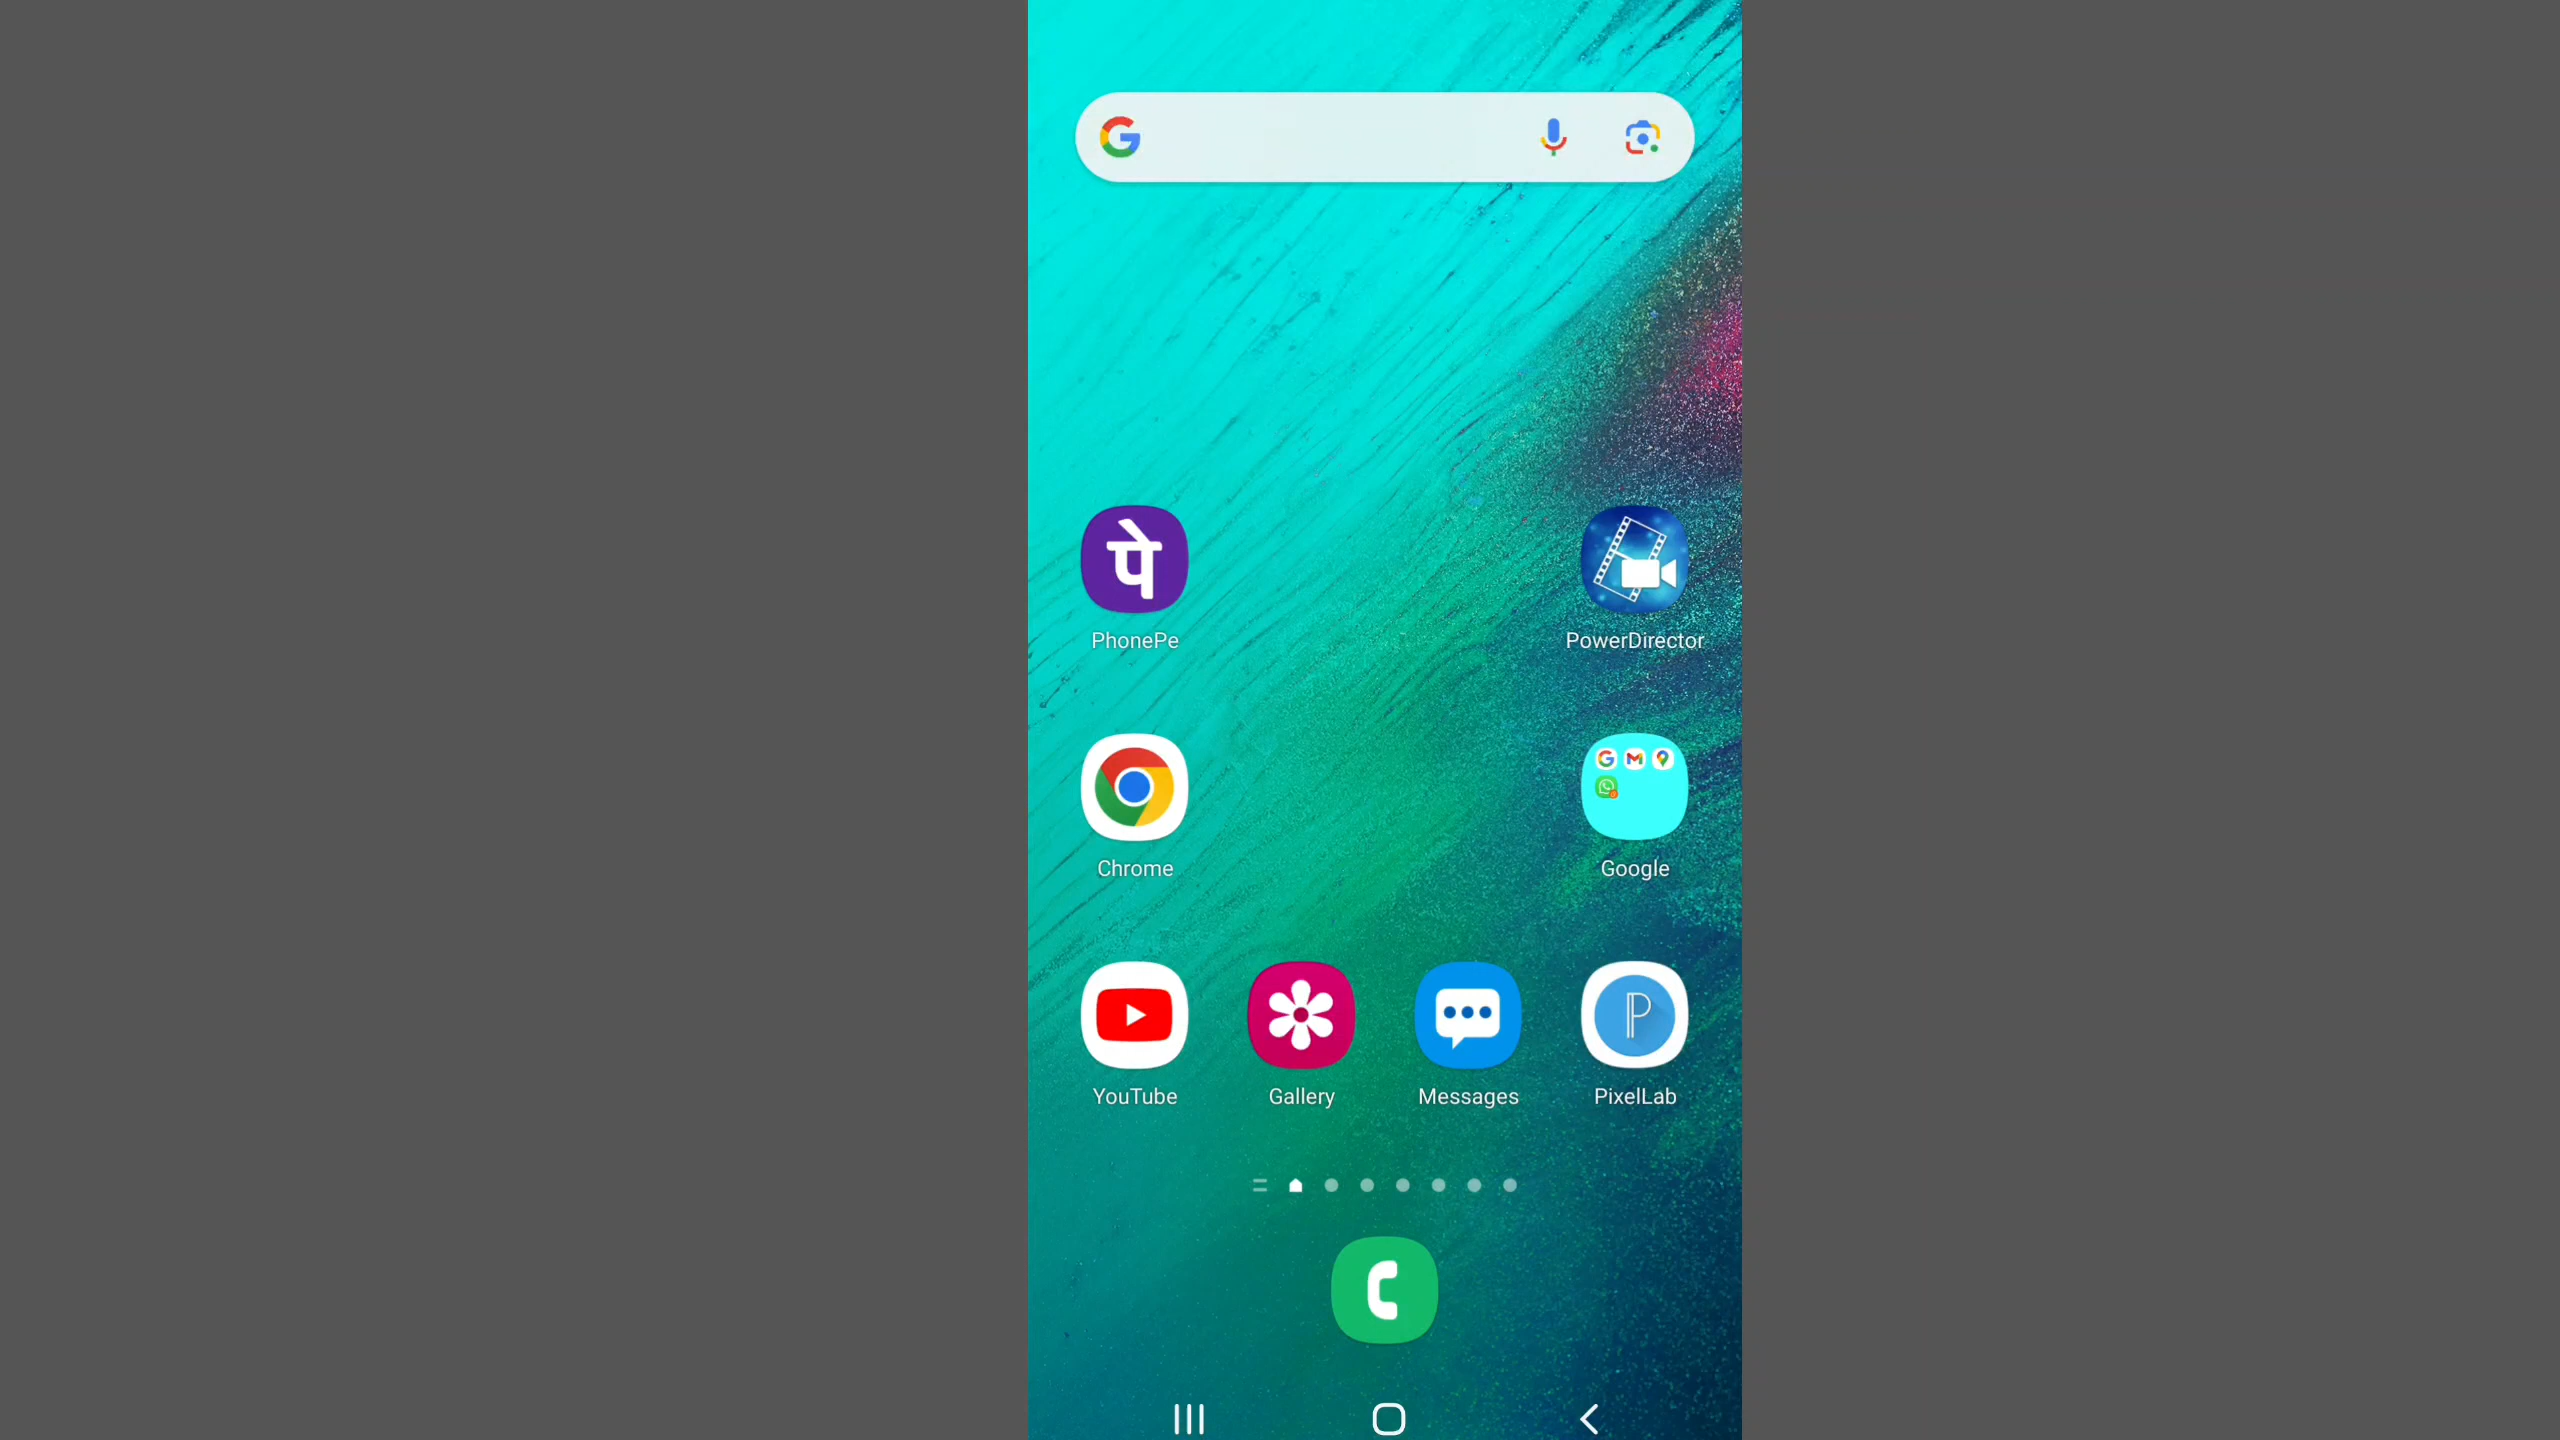 पे
PhonePe
PowerDirector
Chrome
Google
YouTube
Gallery
Messages
PixelLab